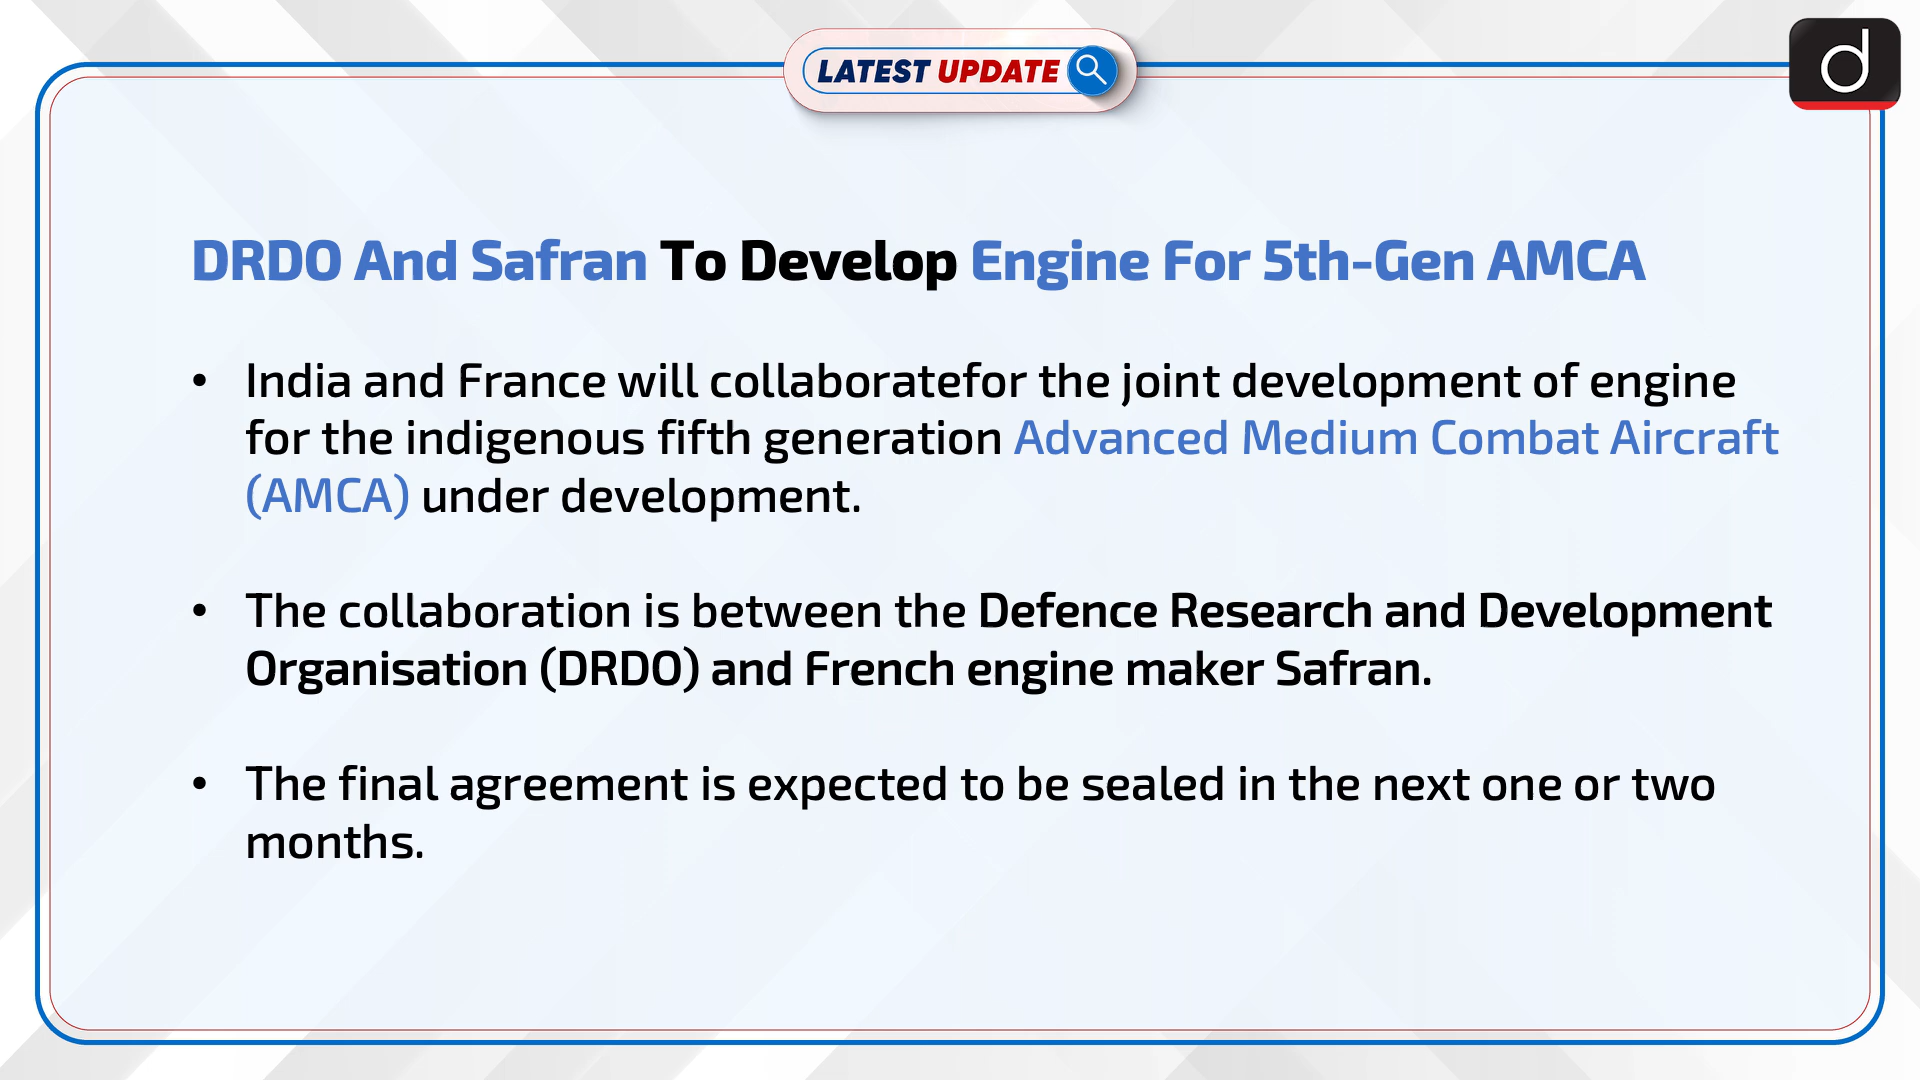 LATEST UPDATE
d
DRDO And Safran To Develop Engine For 5th-Gen AMCA
• India and France will collaboratefor the joint development of engine
for the indigenous fifth generation Advanced Medium Combat Aircraft
(AMCA) under development.
• The collaboration is between the Defence Research and Development
Organisation (DRDO) and French engine maker Safran.
• The final agreement is expected to be sealed in the next one or two
months.